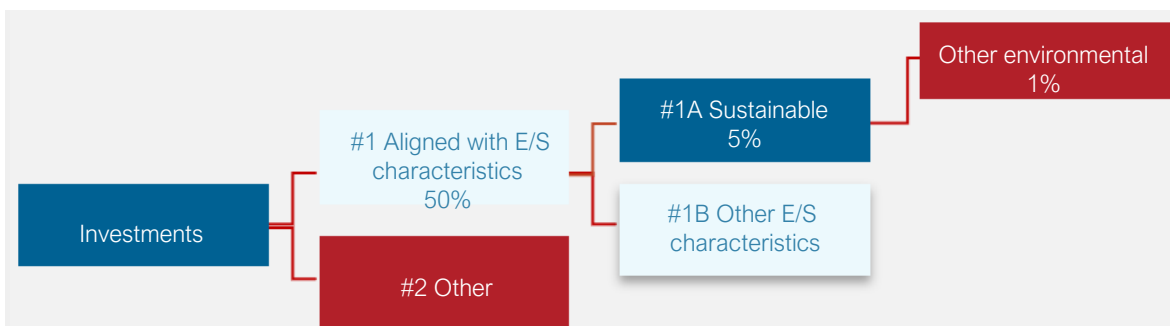 Investments
#1 Aligned with E/S
characteristics
50%
#2 Other
#1A Sustainable
5%
#1B Other E/S
characteristics
Other environmental
1%